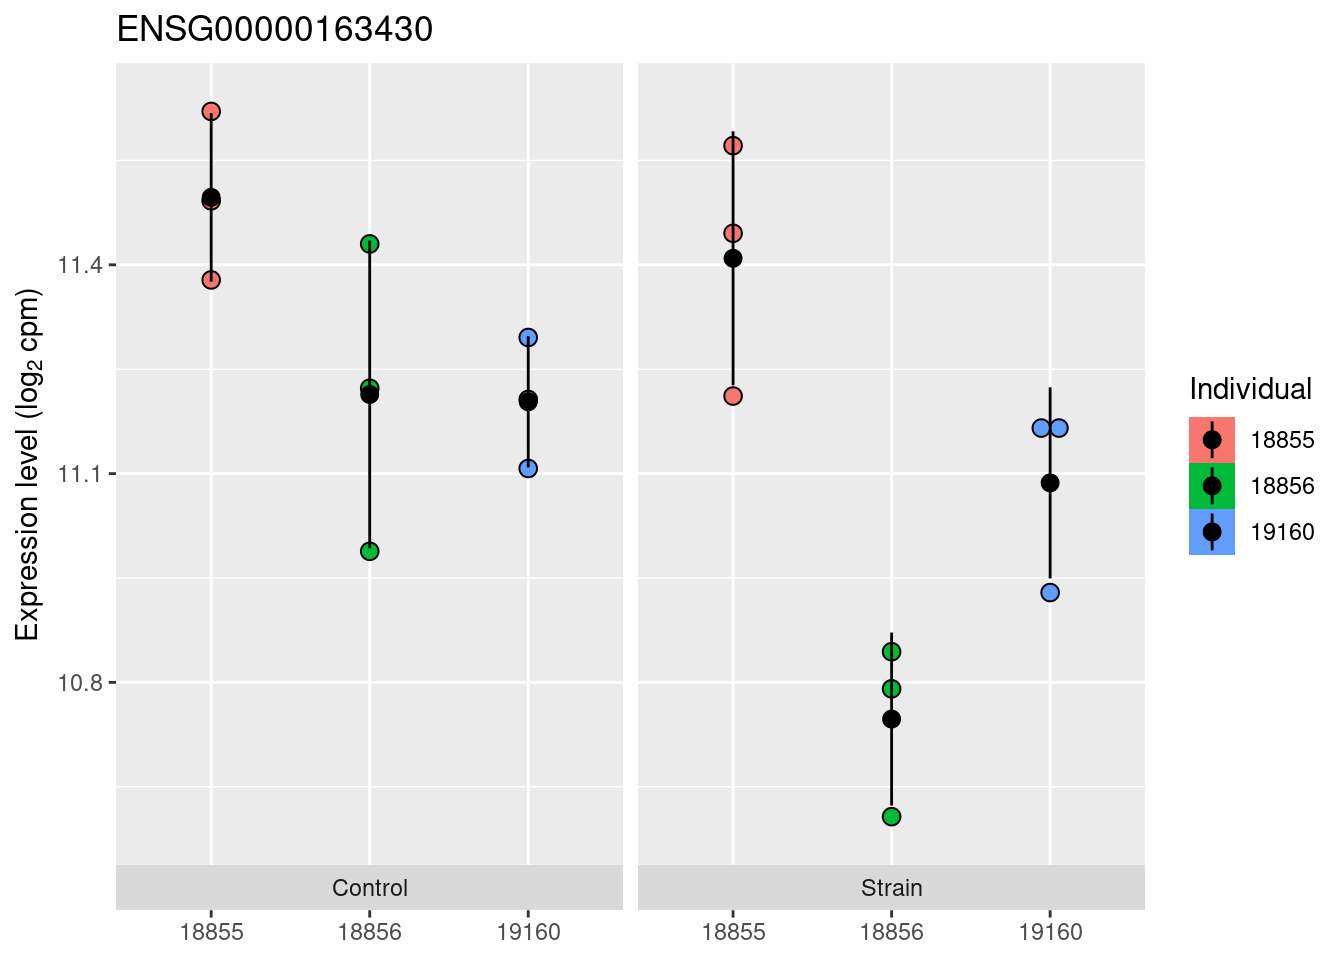 ENSG00000163430
Expression level (log₂ cpm)
11.4
11.1
10.8
Control
Strain
18855
18856
19160
18855
18856
19160
Individual
18855
18856
19160